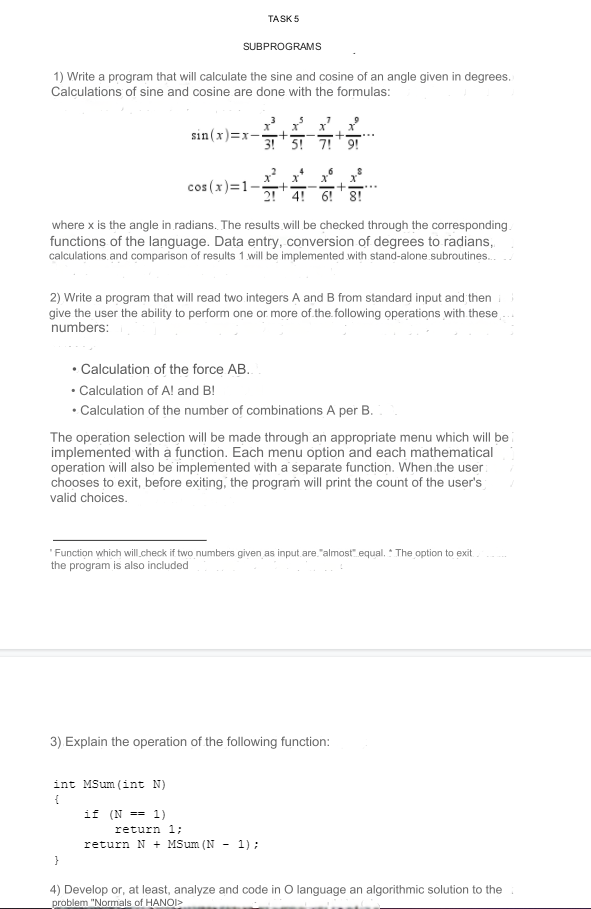 TASK 5
SUBPROGRAMS
1) Write a program that will calculate the sine and cosine of an angle given in degrees.
Calculations of sine and cosine are done with the formulas:
sin(x)=x-x^3/3!+x^5/5!-x^7/7!+x^9/9!...
cos(x)=1-x^2/2!+x^4/4!-x^6/6!+x^8/8!...
where x is the angle in radians. The results will be checked through the corresponding
functions of the language. Data entry, conversion of degrees to radians,
calculations and comparison of results 1 will be implemented with stand-alone subroutines.
2) Write a program that will read two integers A and B from standard input and then
give the user the ability to perform one or more of the following operations with these
numbers:
• Calculation of the force AB.
• Calculation of A! and B!
• Calculation of the number of combinations A per B.
The operation selection will be made through an appropriate menu which will be
implemented with a function. Each menu option and each mathematical
operation will also be implemented with a separate function. When the user
chooses to exit, before exiting, the program will print the count of the user's
valid choices.
' Function which will check if two numbers given as input are "almost" equal. * The option to exit
the program is also included
3) Explain the operation of the following function:
int MSum(int N)
{
if (N == 1)
return 1;
return N + MSum(N - 1);
}
4) Develop or, at least, analyze and code in O language an algorithmic solution to the
problem "Normals of HANOI>